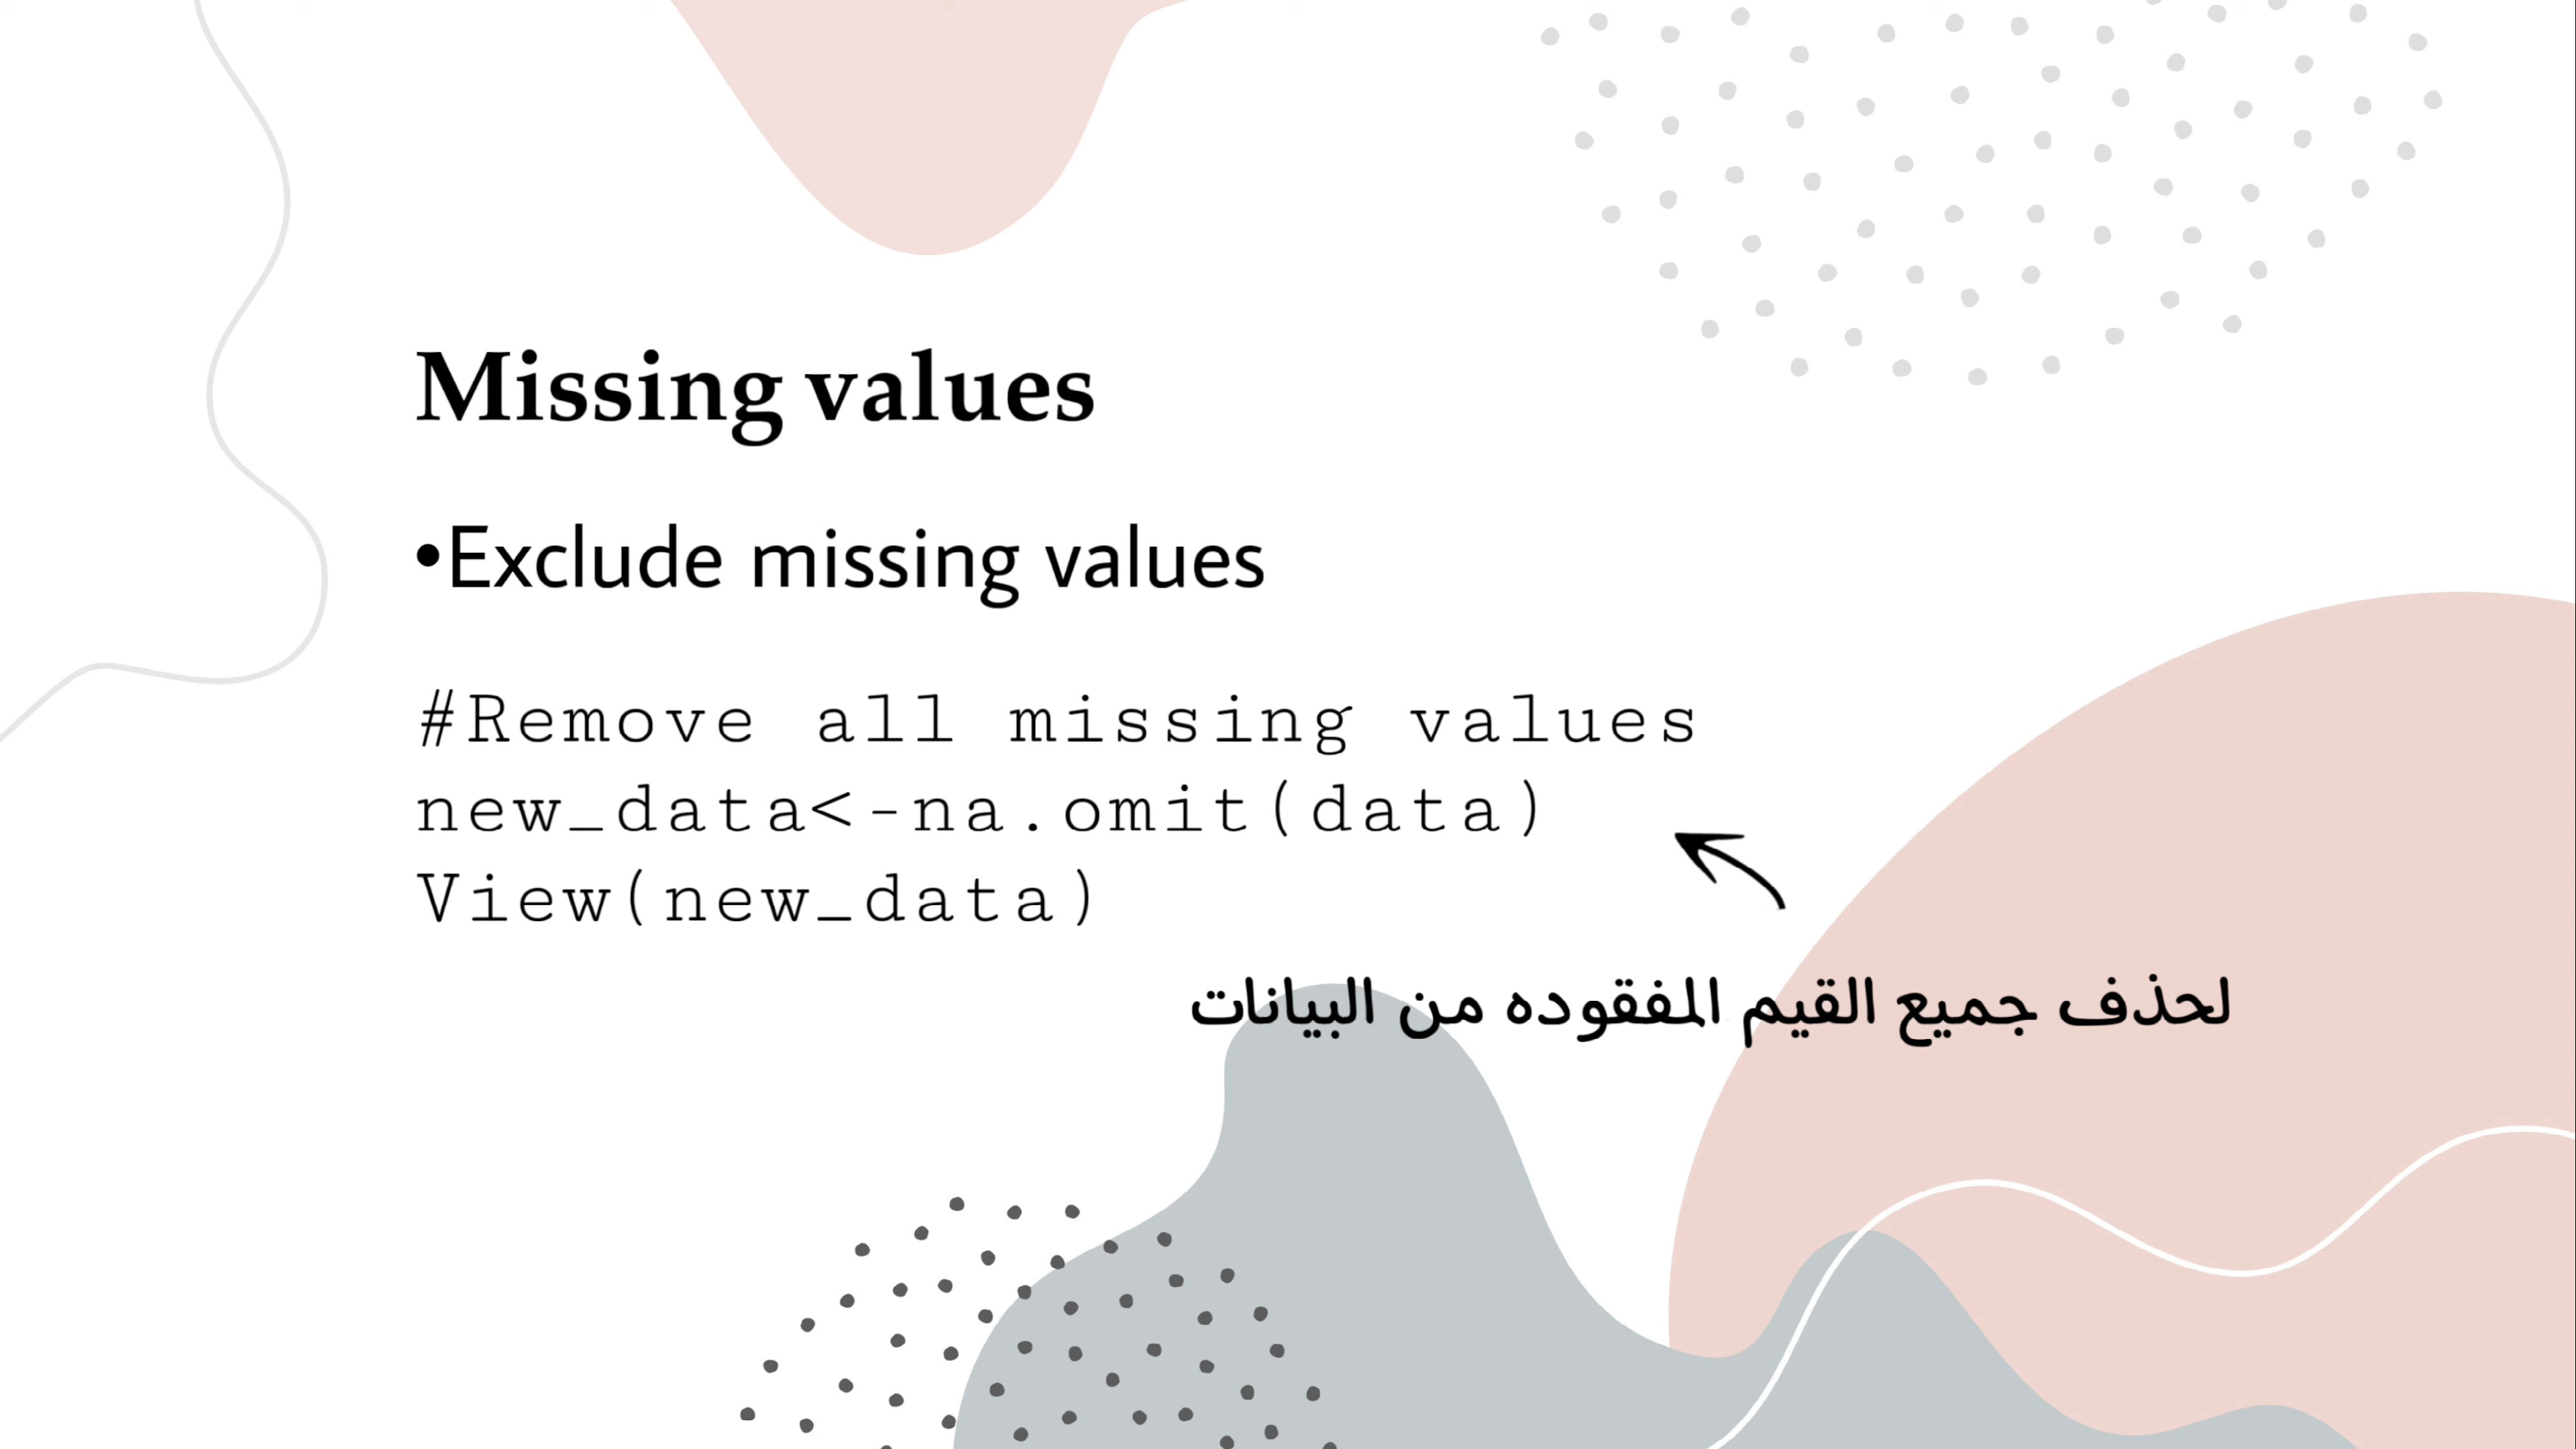 Missing values
•Exclude missing values
#Remove all missing values
new_data<-na.omit(data)
View(new_data)
لحذف جميع القيم المفقوده من البيانات